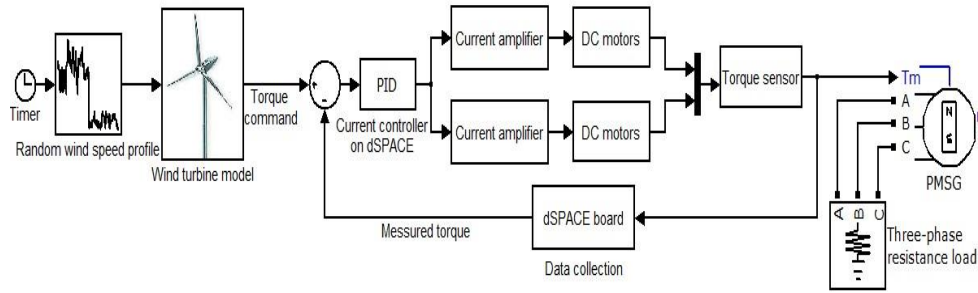 Timer
Random wind speed profile
Wind turbine model
Torque
command
PID
Current controller
on dSPACE
Current amplifier
DC motors
Current amplifier
DC motors
Torque sensor
Tm
A
B
C
N
S
PMSG
A
B
C
Three-phase
resistance load
dSPACE board
Data collection
Messured torque